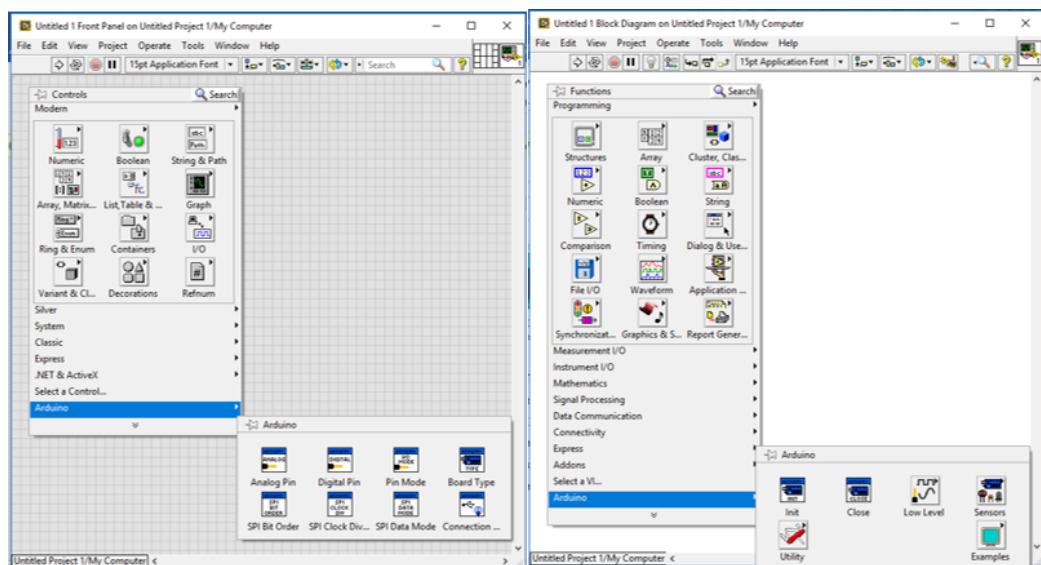 Untitled 1 Front Panel on Untitled Project 1/My Computer
File Edit View Project Operate Tools Window Help
15pt Application Font
Search
Controls
Search
Modern
Numeric Boolean String & Path
Array, Matrix... List, Table & ... Graph
Ring & Enum Containers I/O
Variant & Cl... Decorations Refnum
Silver
System
Classic
Express
.NET & ActiveX
Select a Control...
Arduino
Arduino
Analog Pin Digital Pin Pin Mode Board Type
SPI Bit Order SPI Clock Div... SPI Data Mode Connection ...
Untitled Project 1/My Computer
Untitled 1 Block Diagram on Untitled Project 1/My Computer
File Edit View Project Operate Tools Window Help
15pt Application Font
Functions
Search
Programming
Structures Array Cluster, Clas...
Numeric Boolean String
Comparison Timing Dialog & Use...
File I/O Waveform Application ...
Synchronizat... Graphics & S... Report Gener...
Measurement I/O
Instrument I/O
Mathematics
Signal Processing
Data Communication
Connectivity
Express
Addons
Select a VI...
Arduino
Arduino
Init Close Low Level Sensors
Utility Examples
Untitled Project 1/My Computer